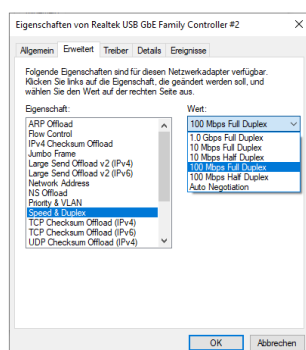 Eigenschaften von Realtek USB GbE Family Controller #2
Allgemein Erweitert Treiber Details Ereignisse
Folgende Eigenschaften sind für diesen Netzwerkadapter verfügbar.
Klicken Sie links auf die Eigenschaft, die geändert werden soll, und
wählen Sie den Wert auf der rechten Seite aus.
Eigenschaft:
ARP Offload
Flow Control
IPv4 Checksum Offload
Jumbo Frame
Large Send Offload v2 (IPv4)
Large Send Offload v2 (IPv6)
Network Address
NS Offload
Priority & VLAN
Speed & Duplex
TCP Checksum Offload (IPv4)
TCP Checksum Offload (IPv6)
UDP Checksum Offload (IPv4)
Wert:
100 Mbps Full Duplex
1.0 Gbps Full Duplex
10 Mbps Full Duplex
10 Mbps Half Duplex
100 Mbps Full Duplex
100 Mbps Half Duplex
Auto Negotiation
OK Abbrechen